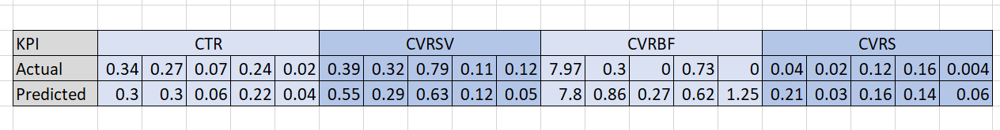 KPI CTR CVRSV CVRBF CVRS
Actual 0.34 0.27 0.07 0.24 0.02 0.39 0.32 0.79 0.11 0.12 7.97 0.3 0 0.73 0 0.04 0.02 0.12 0.16 0.004
Predicted 0.3 0.3 0.06 0.22 0.04 0.55 0.29 0.63 0.12 0.05 7.8 0.86 0.27 0.62 1.25 0.21 0.03 0.16 0.14 0.06